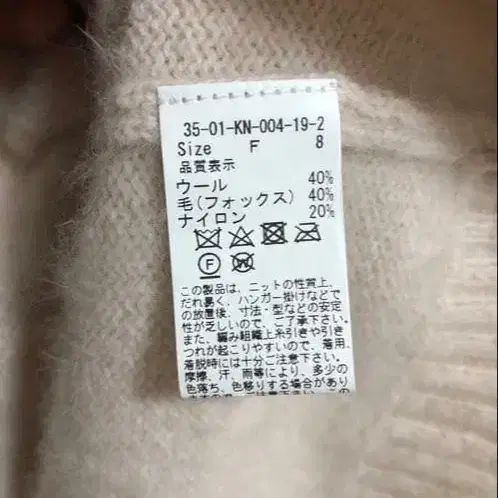 35-01-KN-004-19-2
Size F 8
品質表示
ウール 40%
毛(フォックス) 40%
ナイロン 20%
F W
この製品は、ニットの性質上、
だれ易く、ハンガー掛けなどで
の放置後、寸法・型などの安定
性が乏しいので、ご了承下さい。
また、編み組織上糸引きや引き
つれが起こりやすいので、着用、
着脱時には十分ご注意下さい。
摩擦、汗、雨等により、多少の
色落ち、色移りする場合があり